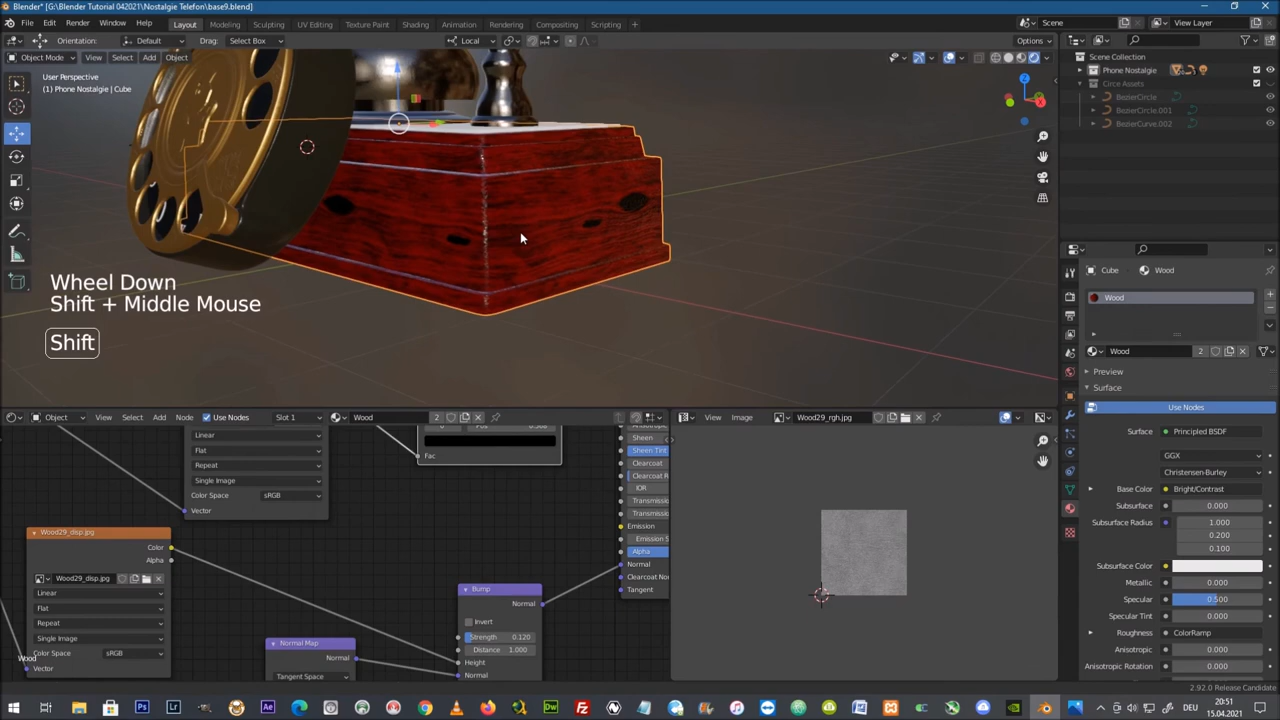 Blender* [G:\Blender Tutorial 042021\Nostalgie Telefon\base9.blend]
File Edit Render Window Help Layout Modeling Sculpting UV Editing Texture Paint Shading Animation Rendering Compositing Scripting Scene View Layer
Orientation: Default Drag: Select Box Local Options
Object Mode View Select Add Object
User Perspective
(1) Phone Nostalgie | Cube
Scene Collection
Phone Nostalgie
Circe Assets
BezierCircle
BezierCircle.001
BezierCurve.002
Wheel Down
Shift + Middle Mouse
Shift
Cube Wood
Wood
Wood 2
Preview
Surface
Use Nodes
Surface: Principled BSDF
GGX
Christensen-Burley
Base Color Bright/Contrast
Subsurface 0.000
Subsurface Radius 1.000
0.200
0.100
Subsurface Color
Metallic 0.000
Specular 0.500
Specular Tint 0.000
Roughness ColorRamp
Anisotropic 0.000
Anisotropic Rotation 0.000
Object View Select Add Node Use Nodes Slot 1 Wood 2
Linear
Flat
Repeat
Single Image
Color Space sRGB
Vector
Fac
Sheen
Sheen Tint
Clearcoat
Clearcoat R
IOR
Transmission
Transmission
Emission
Emission S
Alpha
Normal
Clearcoat No
Tangent
Wood29_disp.jpg
Color
Alpha
Wood29_disp.jpg
Linear
Flat
Repeat
Single Image
Color Space sRGB
Vector
Wood
Normal Map
Normal
Tangent Space
Bump
Normal
Invert
Strength 0.120
Distance 1.000
Height
Normal
View Image Wood29_rgh.jpg
2.92.0 Release Candidate
20:51
15.04.2021